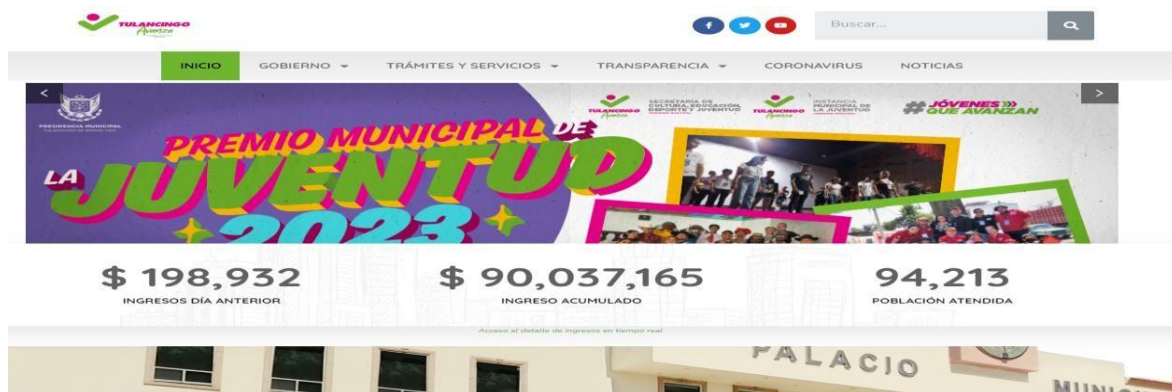 TULANCINGO
Avanza
Buscar...
INICIO
GOBIERNO
TRÁMITES Y SERVICIOS
TRANSPARENCIA
CORONAVIRUS
NOTICIAS
<
>
PRESIDENCIA MUNICIPAL
TULANCINGO
Avanza
SECRETARÍA DE
CULTURA, EDUCACIÓN,
DEPORTE Y JUVENTUD
TULANCINGO
Avanza
INSTANCIA
MUNICIPAL DE
LA JUVENTUD
# JÓVENES
QUE AVANZAN
PREMIO MUNICIPAL DE
LA JUVENTUD
2023
$ 198,932
INGRESOS DÍA ANTERIOR
$ 90,037,165
INGRESO ACUMULADO
94,213
POBLACIÓN ATENDIDA
Acceso al detalle de ingresos en tiempo real
PALACIO